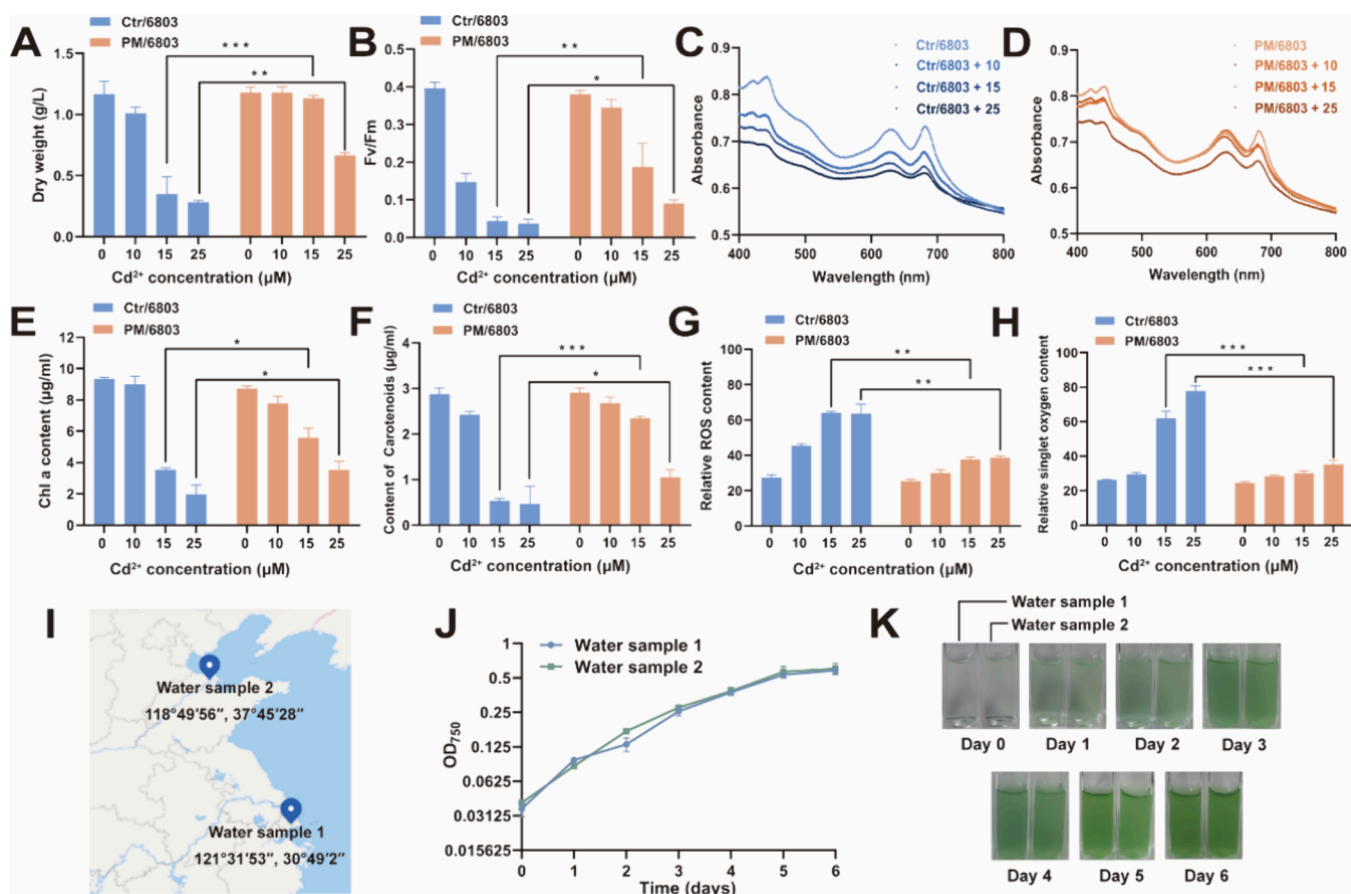 A
Ctr/6803
PM/6803
***
**
1.5
1.0
0.5
0.0
Dry weight (g/L)
0 10 15 25 0 10 15 25
Cd²⁺ concentration (μM)
B
Ctr/6803
PM/6803
**
*
0.4
0.3
0.2
0.1
0.0
Fv/Fm
0 10 15 25 0 10 15 25
Cd²⁺ concentration (μM)
C
Ctr/6803
Ctr/6803 + 10
Ctr/6803 + 15
Ctr/6803 + 25
0.9
0.8
0.7
0.6
0.5
Absorbance
400 500 600 700 800
Wavelength (nm)
D
PM/6803
PM/6803 + 10
PM/6803 + 15
PM/6803 + 25
0.9
0.8
0.7
0.6
0.5
Absorbance
400 500 600 700 800
Wavelength (nm)
E
Ctr/6803
PM/6803
*
*
12
10
8
6
4
2
0
Chl a content (μg/ml)
0 10 15 25 0 10 15 25
Cd²⁺ concentration (μM)
F
Ctr/6803
PM/6803
***
*
4
3
2
1
0
Content of Carotenoids (μg/ml)
0 10 15 25 0 10 15 25
Cd²⁺ concentration (μM)
G
Ctr/6803
PM/6803
**
**
100
80
60
40
20
0
Relative ROS content
0 10 15 25 0 10 15 25
Cd²⁺ concentration (μM)
H
Ctr/6803
PM/6803
***
***
100
80
60
40
20
0
Relative singlet oxygen content
0 10 15 25 0 10 15 25
Cd²⁺ concentration (μM)
I
Water sample 2
118°49′56″, 37°45′28″
Water sample 1
121°31′53″, 30°49′2″
J
Water sample 1
Water sample 2
1
0.5
0.25
0.125
0.0625
0.03125
0.015625
OD₇₅₀
0 1 2 3 4 5 6
Time (days)
K
Water sample 1
Water sample 2
Day 0 Day 1 Day 2 Day 3
Day 4 Day 5 Day 6